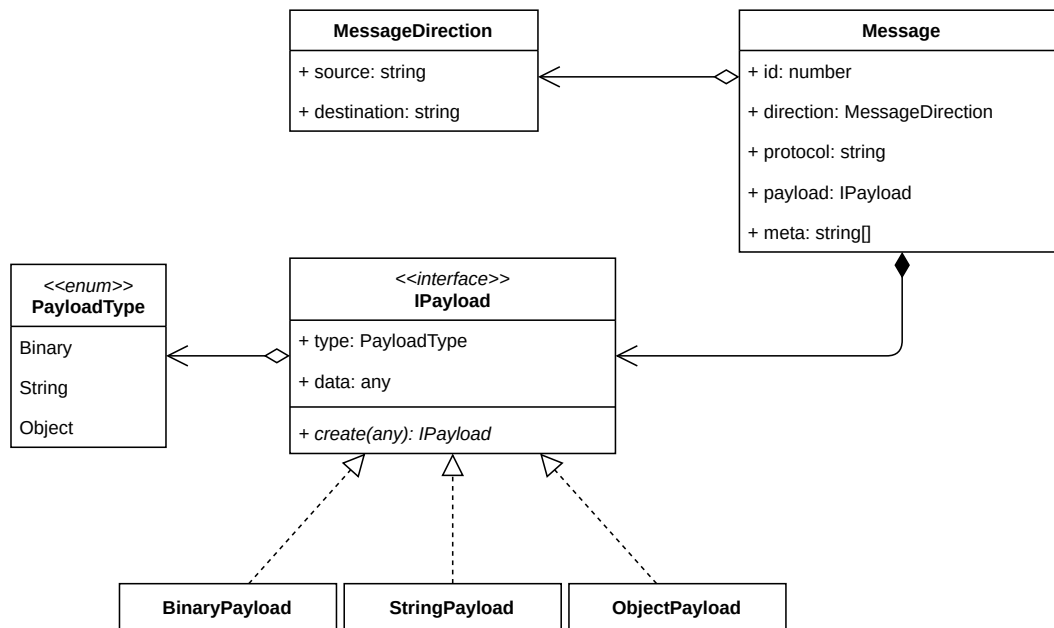 MessageDirection
+ source: string
+ destination: string
Message
+ id: number
+ direction: MessageDirection
+ protocol: string
+ payload: IPayload
+ meta: string[]
<<enum>>
PayloadType
Binary
String
Object
<<interface>>
IPayload
+ type: PayloadType
+ data: any
+ create(any): IPayload
BinaryPayload
StringPayload
ObjectPayload